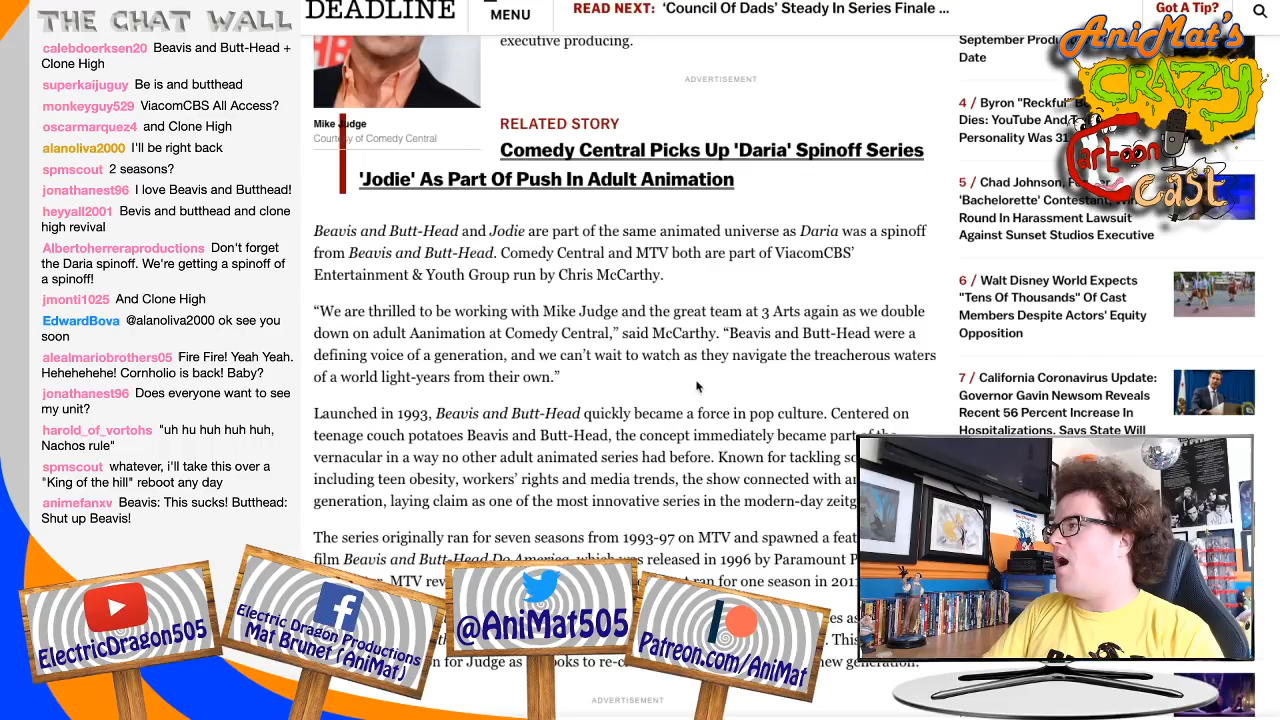 THE CHAT WALL
calebdoerksen20 Beavis and Butt-Head +
Clone High
superkaijuguy Be is and butthead
monkeyguy529 ViacomCBS All Access?
oscarmarquez4 and Clone High
alanoliva2000 I'll be right back
spmscout 2 seasons?
jonathanest96 I love Beavis and Butthead!
heyyall2001 Bevis and butthead and clone
high revival
Albertoherreraproductions Don't forget
the Daria spinoff. We're getting a spinoff of
a spinoff!
jmonti1025 And Clone High
EdwardBova @alanoliva2000 ok see you
soon
alealmariobrothers05 Fire Fire! Yeah Yeah.
Hehehehehe! Cornholio is back! Baby?
jonathanest96 Does everyone want to see
my unit?
harold_of_vortohs "uh hu huh huh huh,
Nachos rule"
spmscout whatever, i'll take this over a
"King of the hill" reboot any day
animefanxv Beavis: This sucks! Butthead:
Shut up Beavis!
DEADLINE
MENU
READ NEXT: 'Council Of Dads' Steady In Series Finale ...
Got A Tip?
executive producing.
ADVERTISEMENT
Mike Judge
Courtesy of Comedy Central
RELATED STORY
Comedy Central Picks Up 'Daria' Spinoff Series
'Jodie' As Part Of Push In Adult Animation
Beavis and Butt-Head and Jodie are part of the same animated universe as Daria was a spinoff
from Beavis and Butt-Head. Comedy Central and MTV both are part of ViacomCBS'
Entertainment & Youth Group run by Chris McCarthy.
“We are thrilled to be working with Mike Judge and the great team at 3 Arts again as we double
down on adult Aanimation at Comedy Central,” said McCarthy. “Beavis and Butt-Head were a
defining voice of a generation, and we can’t wait to watch as they navigate the treacherous waters
of a world light-years from their own.”
Launched in 1993, Beavis and Butt-Head quickly became a force in pop culture. Centered on
teenage couch potatoes Beavis and Butt-Head, the concept immediately became part of the
vernacular in a way no other adult animated series had before. Known for tackling
including teen obesity, workers’ rights and media trends, the show connected with
generation, laying claim as one of the most innovative series in the modern-day
The series originally ran for seven seasons from 1993-97 on MTV and spawned a
film Beavis and Butt-Head Do America, which was released in 1996 by Paramount
MTV ran for one season in 2011
This
for Judge as
new generation.
ADVERTISEMENT
September
Date
4 / Byron "Reckful"
Dies: YouTube And
Personality Was 31
5 / Chad Johnson,
'Bachelorette' Contestant,
Round In Harassment Lawsuit
Against Sunset Studios Executive
6 / Walt Disney World Expects
"Tens Of Thousands" Of Cast
Members Despite Actors' Equity
Opposition
7 / California Coronavirus Update:
Governor Gavin Newsom Reveals
Recent 56 Percent Increase In
Hospitalizations, Says State Will
AniMat's
CRAZY
Cartoon
Cast
ElectricDragon505
Electric Dragon Productions
Mat Brunet (AniMat)
@AniMat505
Patreon.com/AniMat